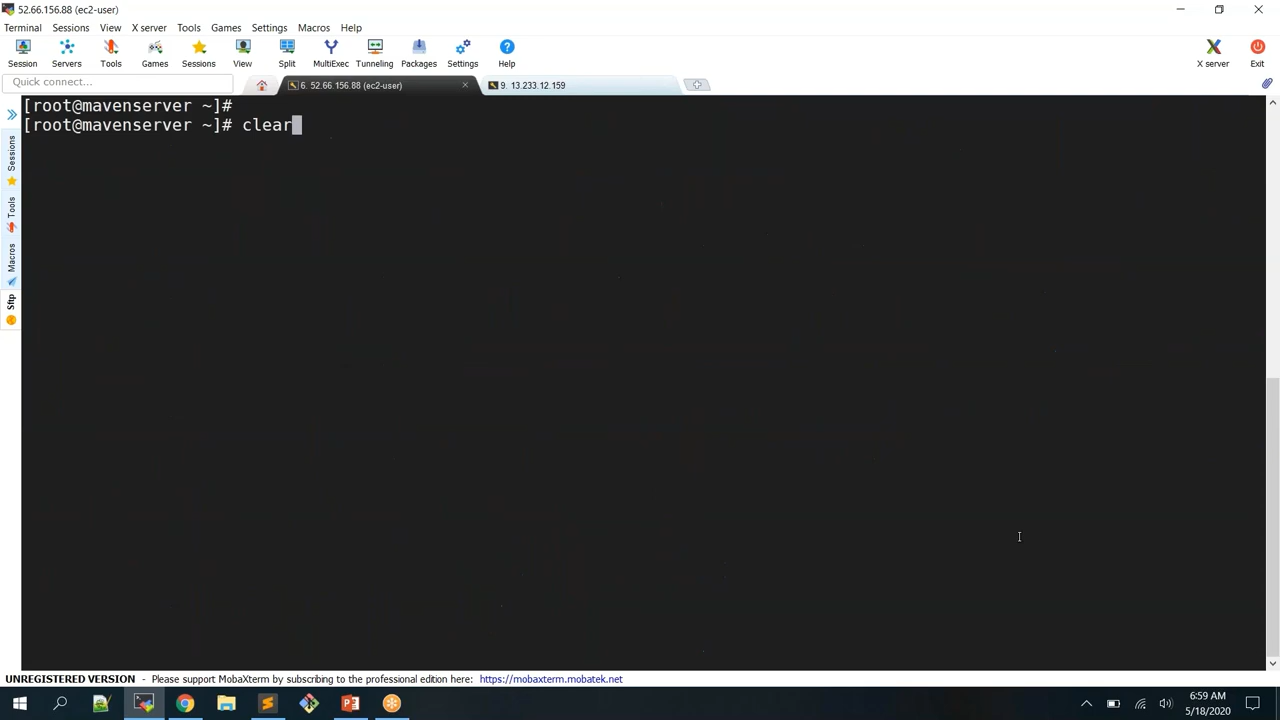 52.66.156.88 (ec2-user)
Terminal Sessions View X server Tools Games Settings Macros Help
Session Servers Tools Games Sessions View Split MultiExec Tunneling Packages Settings Help X server Exit
Quick connect...
6. 52.66.156.88 (ec2-user)
9. 13.233.12.159
[root@mavenserver ~]#
[root@mavenserver ~]# clear
Sessions
Tools
Macros
Sftp
UNREGISTERED VERSION - Please support MobaXterm by subscribing to the professional edition here: https://mobaxterm.mobatek.net
6:59 AM
5/18/2020